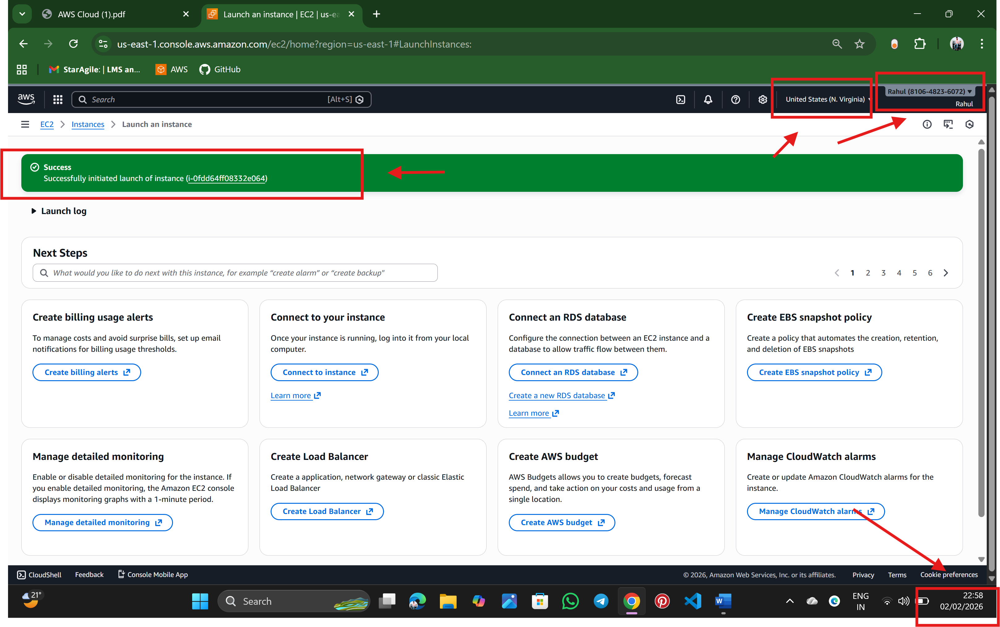 AWS Cloud (1).pdf
Launch an instance | EC2 | us-ea
us-east-1.console.aws.amazon.com/ec2/home?region=us-east-1#LaunchInstances:
StarAgile: | LMS an...
AWS
GitHub
aws
Search
[Alt+S]
United States (N. Virginia)
Rahul (8106-4823-6072)
Rahul
EC2
Instances
Launch an instance
Success
Successfully initiated launch of instance (i-0fdd64ff08332e064)
Launch log
Next Steps
What would you like to do next with this instance, for example “create alarm” or “create backup”
1 2 3 4 5 6
Create billing usage alerts
To manage costs and avoid surprise bills, set up email
notifications for billing usage thresholds.
Create billing alerts
Connect to your instance
Once your instance is running, log into it from your local
computer.
Connect to instance
Learn more
Connect an RDS database
Configure the connection between an EC2 instance and a
database to allow traffic flow between them.
Connect an RDS database
Create a new RDS database
Learn more
Create EBS snapshot policy
Create a policy that automates the creation, retention,
and deletion of EBS snapshots
Create EBS snapshot policy
Manage detailed monitoring
Enable or disable detailed monitoring for the instance. If
you enable detailed monitoring, the Amazon EC2 console
displays monitoring graphs with a 1-minute period.
Manage detailed monitoring
Create Load Balancer
Create a application, network gateway or classic Elastic
Load Balancer
Create Load Balancer
Create AWS budget
AWS Budgets allows you to create budgets, forecast
spend, and take action on your costs and usage from a
single location.
Create AWS budget
Manage CloudWatch alarms
Create or update Amazon CloudWatch alarms for the
instance.
Manage CloudWatch alarms
CloudShell
Feedback
Console Mobile App
© 2026, Amazon Web Services, Inc. or its affiliates.
Privacy
Terms
Cookie preferences
21°
Search
W
ENG
IN
22:58
02/02/2026